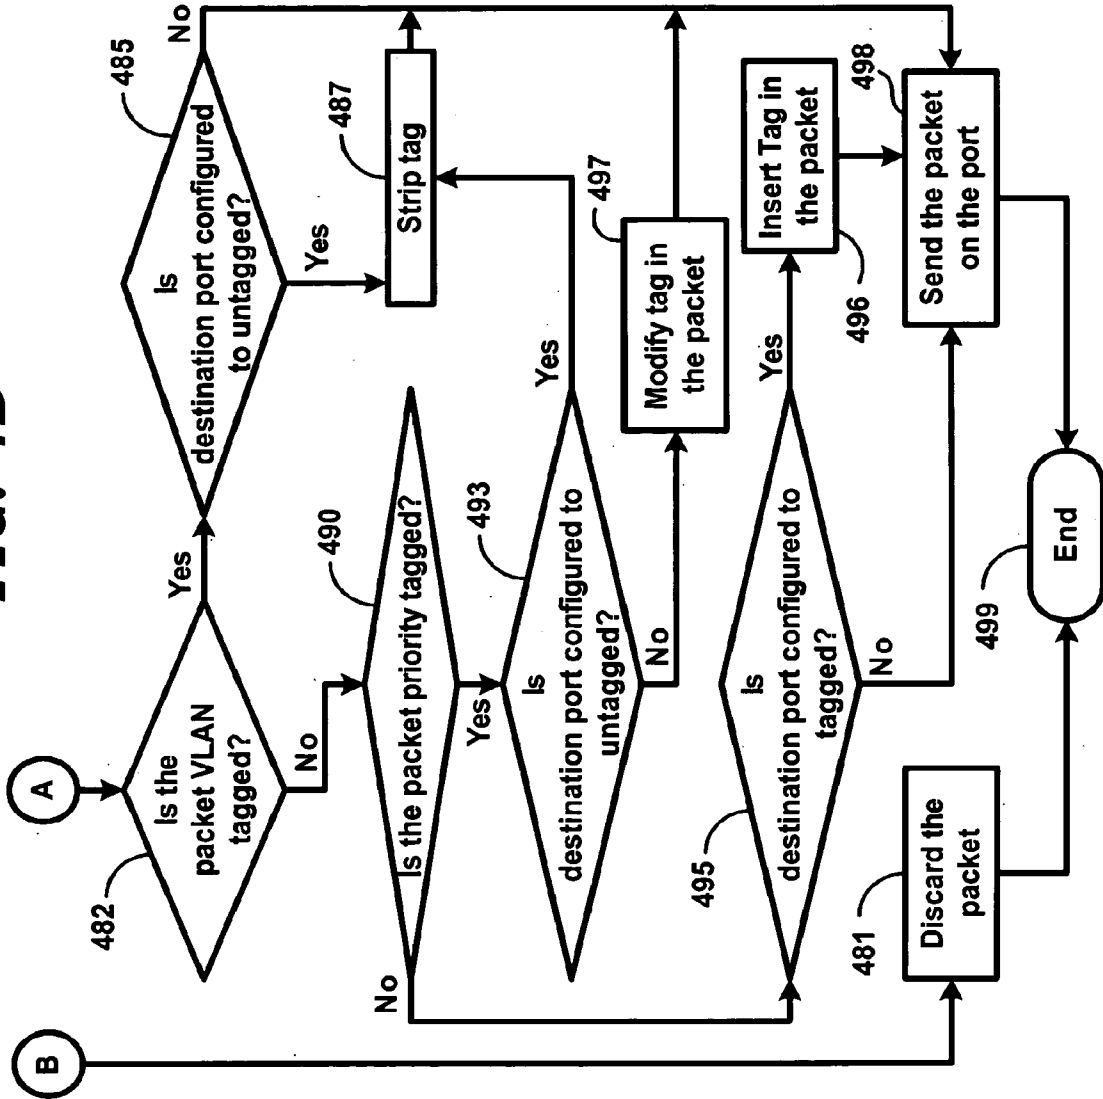 A
B
482
Is the
packet VLAN
tagged?
Yes
No
485
Is
destination port configured
to untagged?
No
Yes
487
Strip tag
490
Is the packet priority tagged?
No
Yes
493
Is
destination port configured to
untagged?
Yes
No
497
Modify tag in
the packet
495
Is
destination port configured to
tagged?
Yes
No
Insert Tag in
the packet
496
498
Send the packet
on the port
481
Discard the
packet
499
End